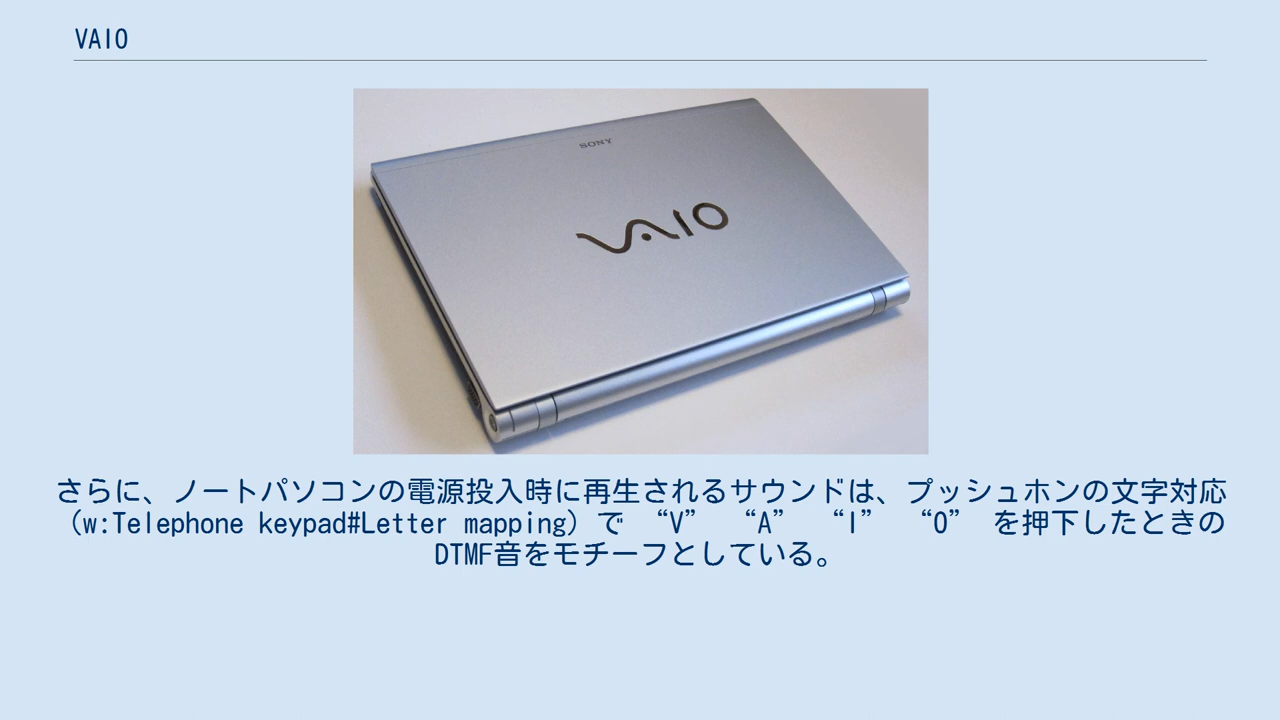 VAIO
SONY
VAIO
さらに、ノートパソコンの電源投入時に再生されるサウンドは、プッシュホンの文字対応
（w:Telephone keypad#Letter mapping）で “V” “A” “I” “O” を押下したときの
DTMF音をモチーフとしている。